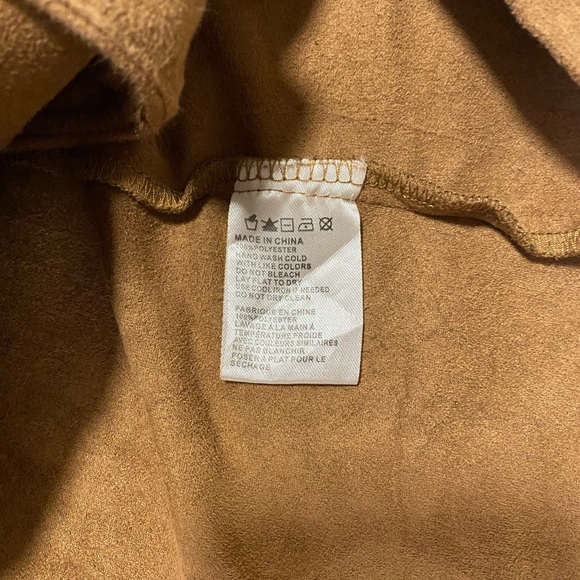 MADE IN CHINA
100%POLYESTER
HAND WASH COLD
WITH LIKE COLORS
DO NOT BLEACH
LAY FLAT TO DRY
USE COOL IRON IF NEEDED
DO NOT DRY CLEAN
FABRIQUE EN CHINE
100%POLYESTER
LAVAGE À LA MAIN À
TEMPÉRATURE FROIDE
AVEC COULEURS SIMILAIRES
NE PAS BLANCHIR
POSER À PLAT POUR LE
SÉCHAGE